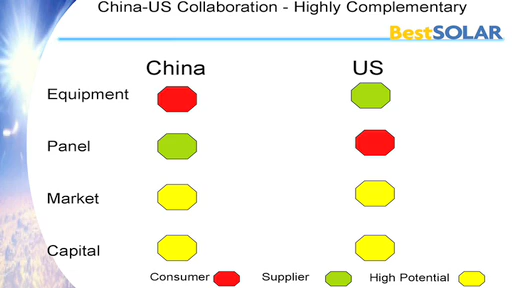 China-US Collaboration - Highly Complementary
BestSOLAR
China US
Equipment
Panel
Market
Capital
Consumer Supplier High Potential